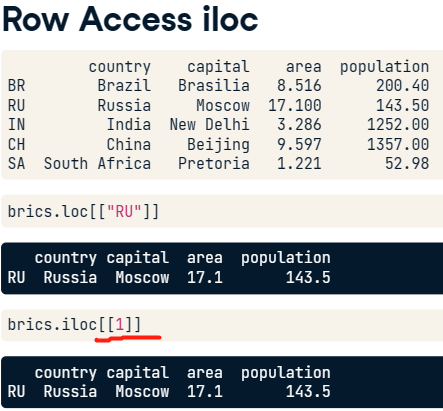 Row Access iloc
country capital area population
BR Brazil Brasilia 8.516 200.40
RU Russia Moscow 17.100 143.50
IN India New Delhi 3.286 1252.00
CH China Beijing 9.597 1357.00
SA South Africa Pretoria 1.221 52.98
brics.loc[["RU"]]
country capital area population
RU Russia Moscow 17.1 143.5
brics.iloc[[1]]
country capital area population
RU Russia Moscow 17.1 143.5